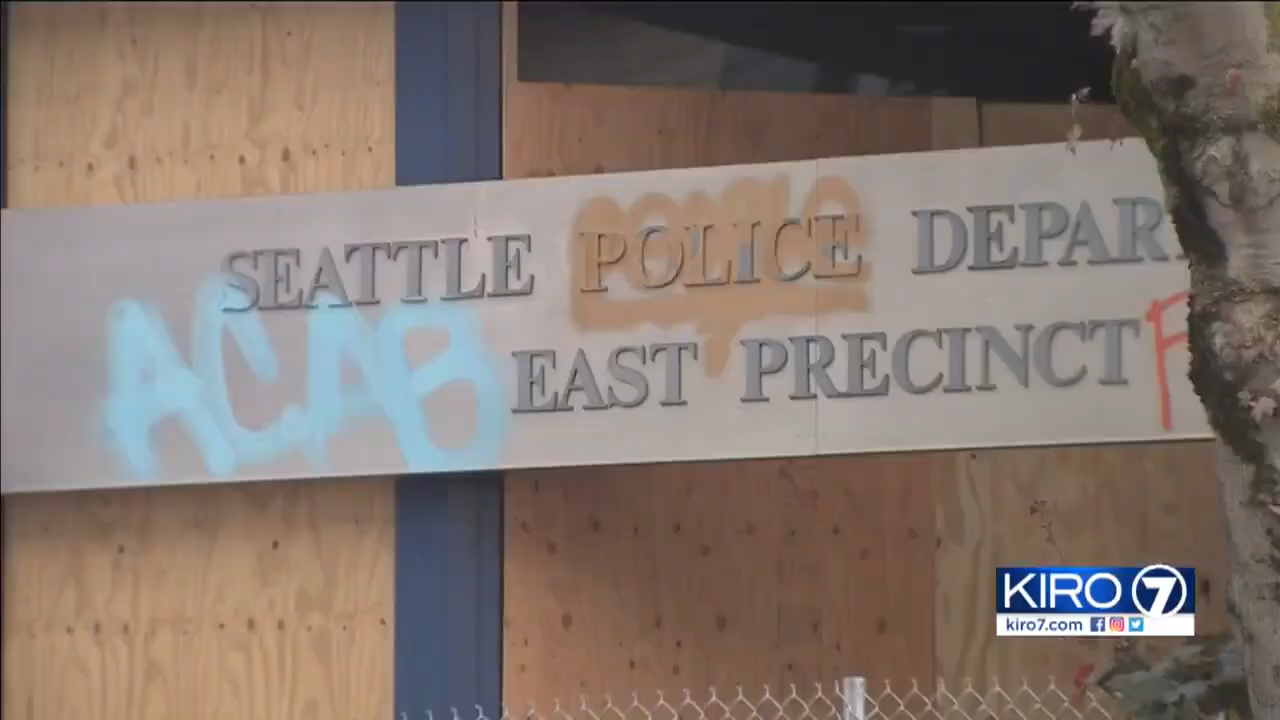 SEATTLE POLICE DEPAR
ACAB
EAST PRECINCT F
KIRO 7
kiro7.com